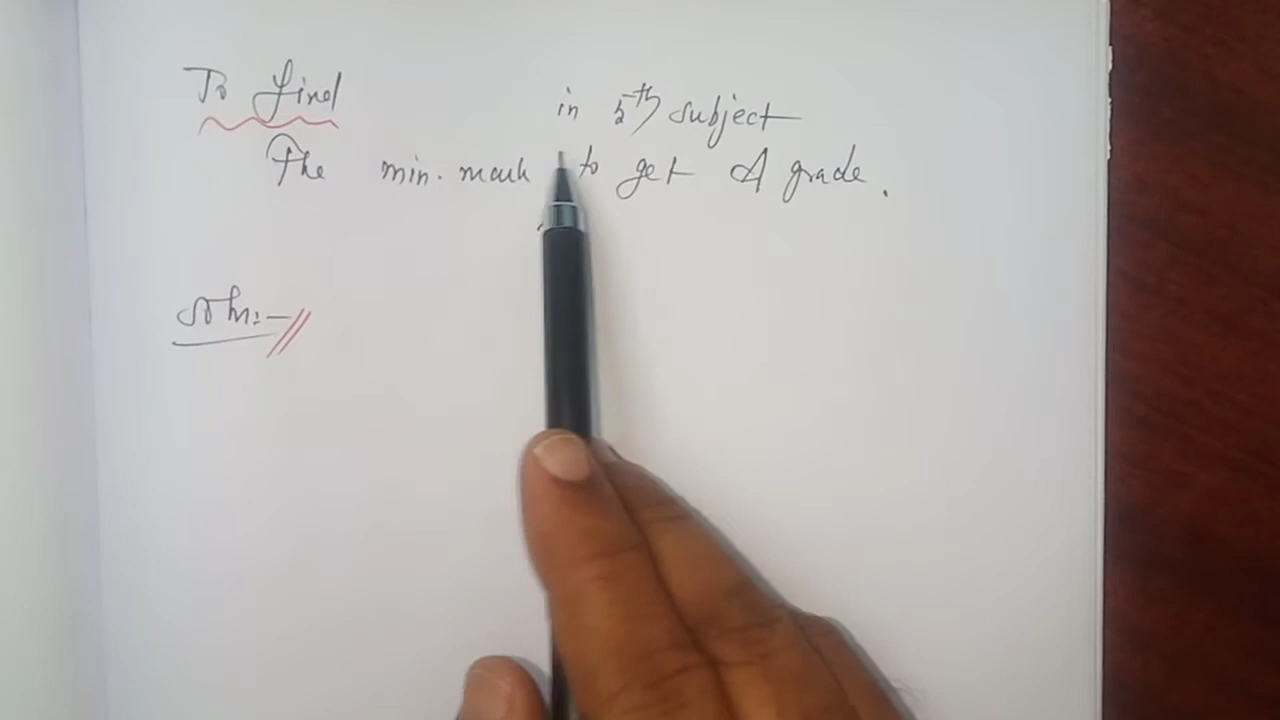 To find
in 5th subject
The min. mark to get A grade.
Soln:-